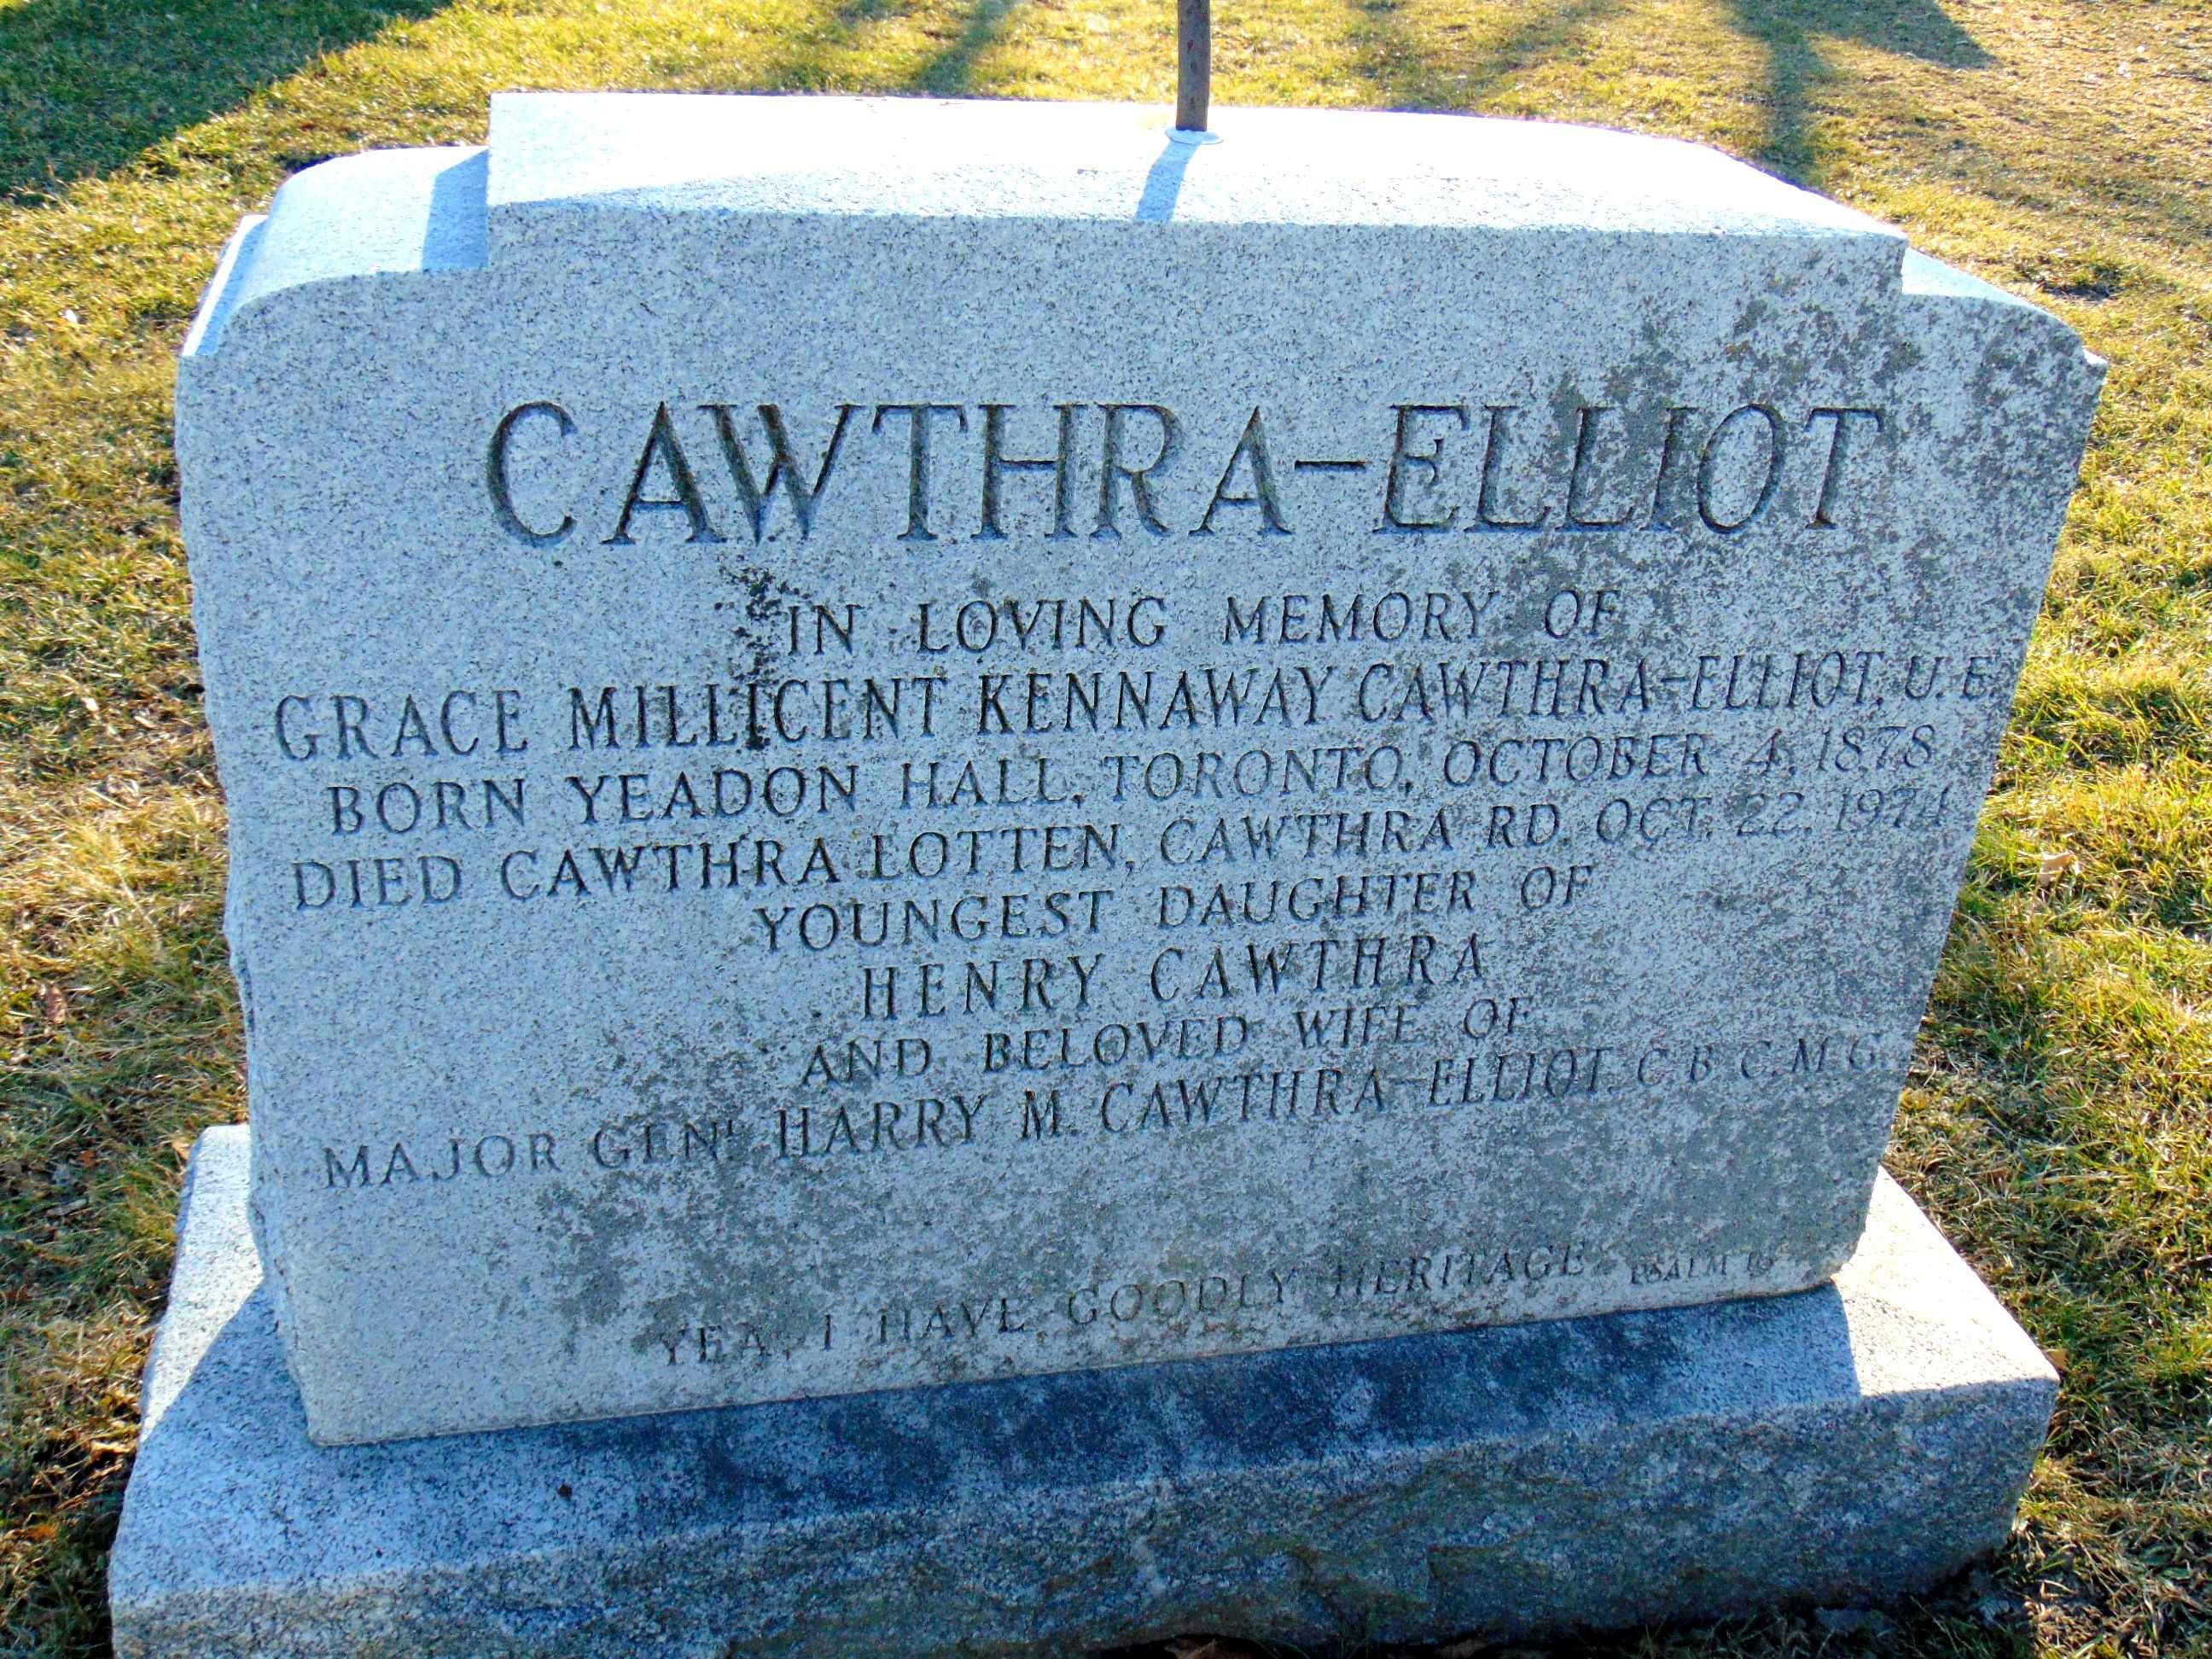 CAWTHRA-ELLIOT
IN LOVING MEMORY OF
GRACE MILLICENT KENNAWAY CAWTHRA-ELLIOT, U.E.
BORN YEADON HALL, TORONTO, OCTOBER 4, 1878
DIED CAWTHRA LOTTEN, CAWTHRA RD. OCT. 22, 1974
YOUNGEST DAUGHTER OF
HENRY CAWTHRA
AND BELOVED WIFE OF
MAJOR GENL HARRY M. CAWTHRA-ELLIOT, C.B. C.M.G.
YEA, I HAVE GOODLY HERITAGE PSALM 16